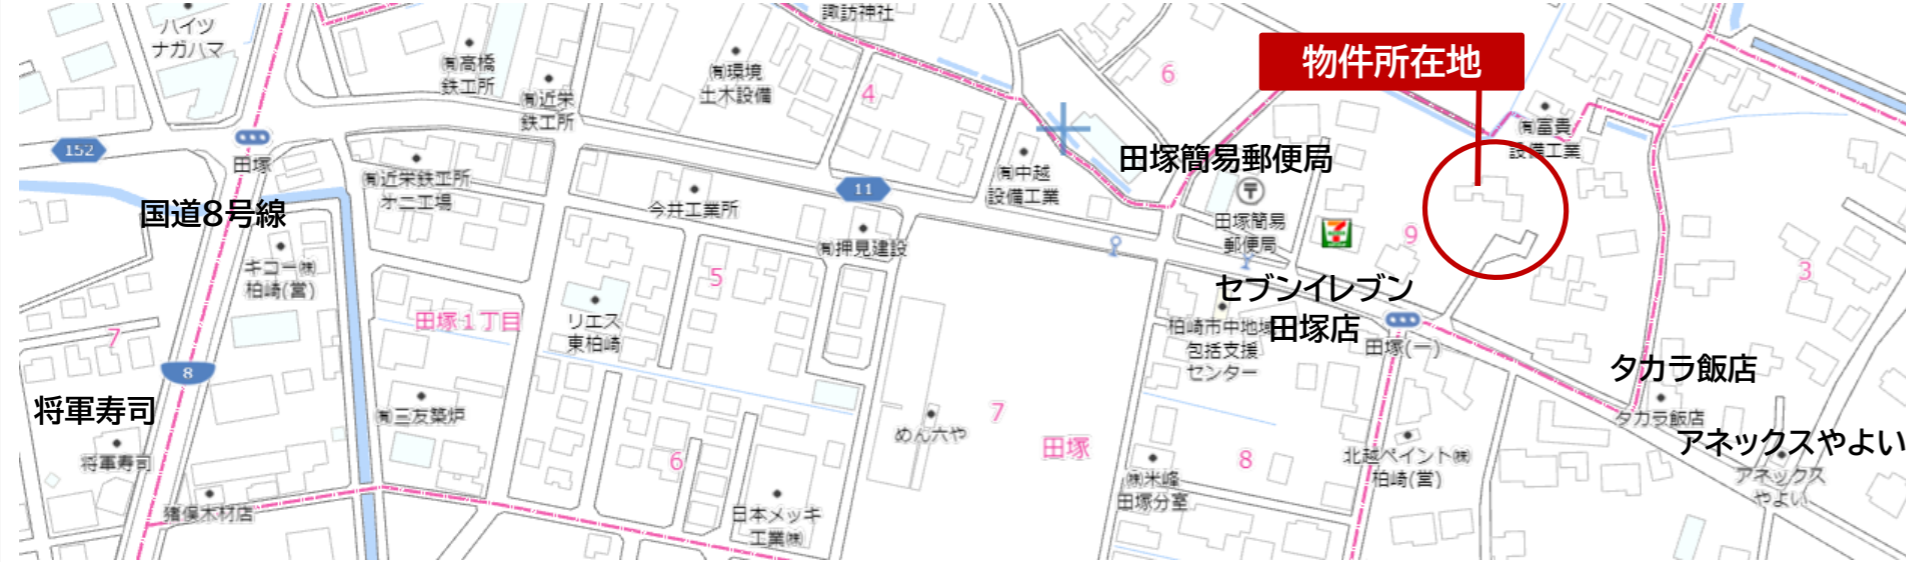 ハイツ
ナガハマ
諏訪神社
㈲高橋
鉄工所
㈲近栄
鉄工所
㈲環境
土木設備
4
6
物件所在地
㈲富貴
設備工業
152
田塚
国道8号線
㈲近栄鉄工所
オニ工場
今井工業所
11
㈲押見建設
㈲中越
設備工業
田塚簡易郵便局
田塚簡易
郵便局
9
3
セブンイレブン
田塚店
キコー㈱
柏崎(営)
田塚1丁目
5
リエス
東柏崎
柏崎市中地域
包括支援
センター
田塚(一)
7
8
将軍寿司
将軍寿司
猪俣木材店
㈲三友築炉
6
めん六や
7
田塚
日本メッキ
工業㈱
㈱米峰
田塚分室
8
北越ペイント㈱
柏崎(営)
タカラ飯店
タカラ飯店
アネックスやよい
アネックス
やよい